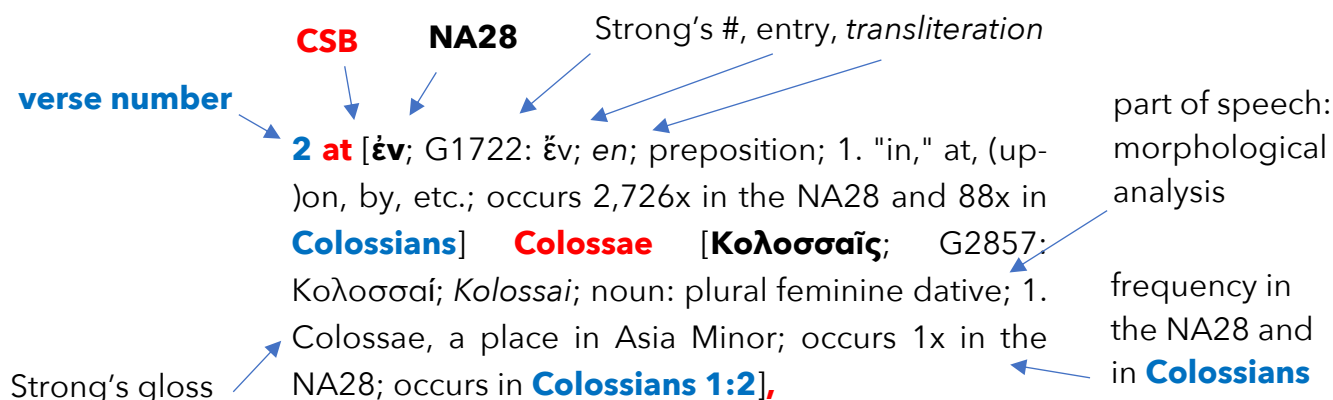 CSB NA28 Strong's #, entry, transliteration
verse number
2 at [ἐν; G1722: ἔν; en; preposition; 1. "in," at, (up-
)on, by, etc.; occurs 2,726x in the NA28 and 88x in
Colossians] Colossae [Κολοσσαῖς; G2857:
Κολοσσαί; Kolossai; noun: plural feminine dative; 1.
Colossae, a place in Asia Minor; occurs 1x in the
NA28; occurs in Colossians 1:2],
part of speech:
morphological
analysis
frequency in
the NA28 and
in Colossians
Strong's gloss